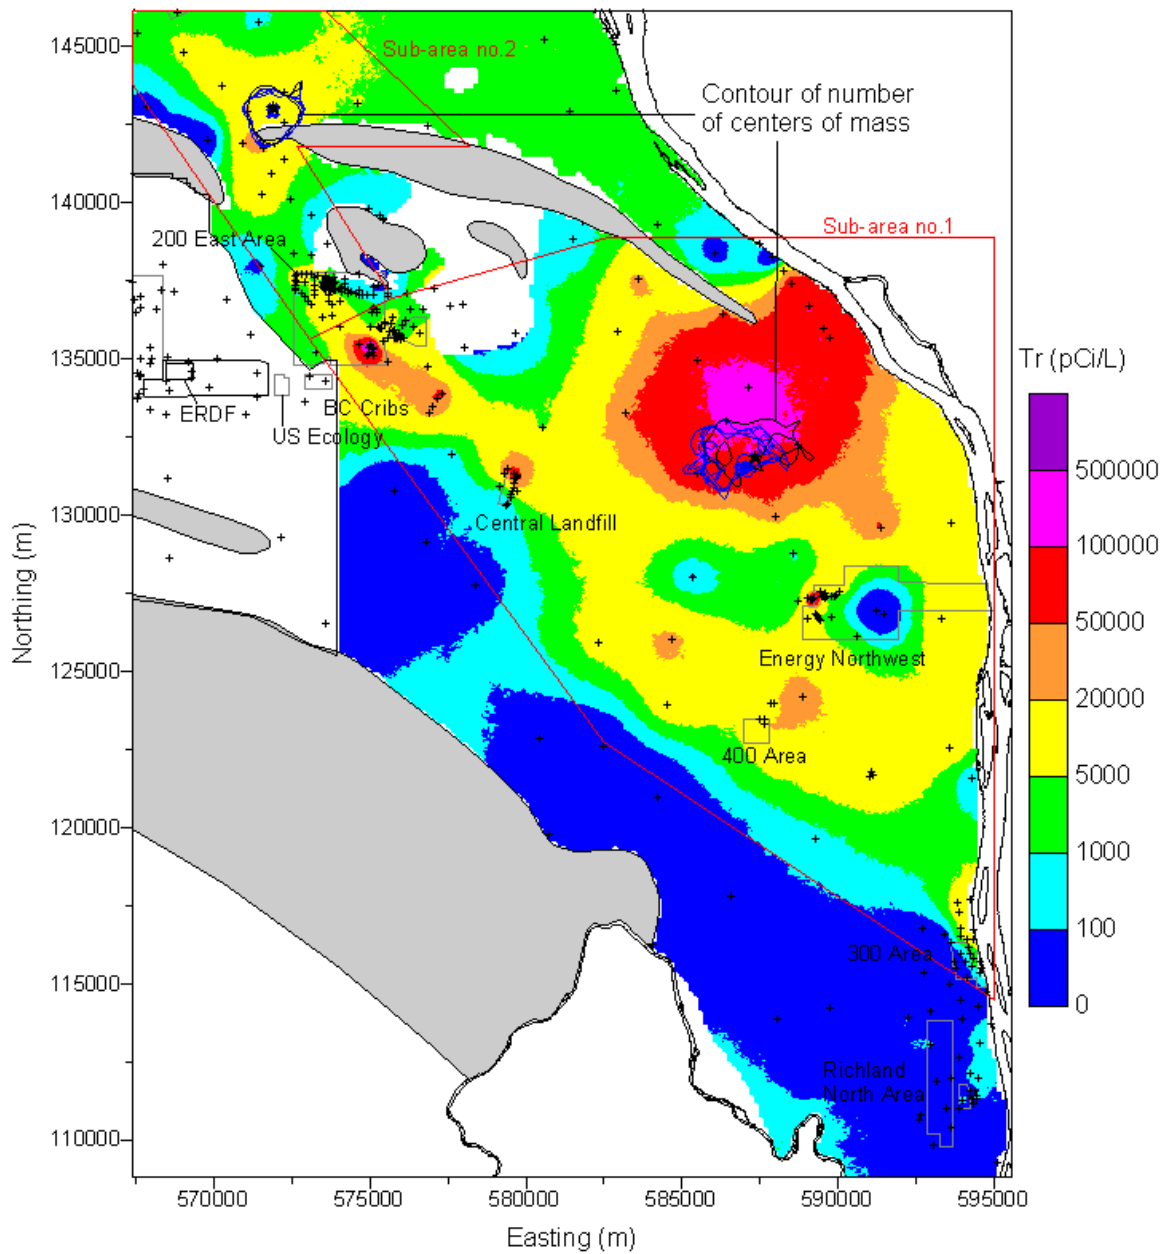 145000
140000
135000
130000
125000
120000
115000
110000
Northing (m)
570000
575000
580000
585000
590000
595000
Easting (m)
Sub-area no.2
Contour of number
of centers of mass
Sub-area no.1
200 East Area
ERDF
US Ecology
BC Cribs
Central Landfill
Energy Northwest
400 Area
300 Area
Richland
North Area
Tr (pCi/L)
500000
100000
50000
20000
5000
1000
100
0